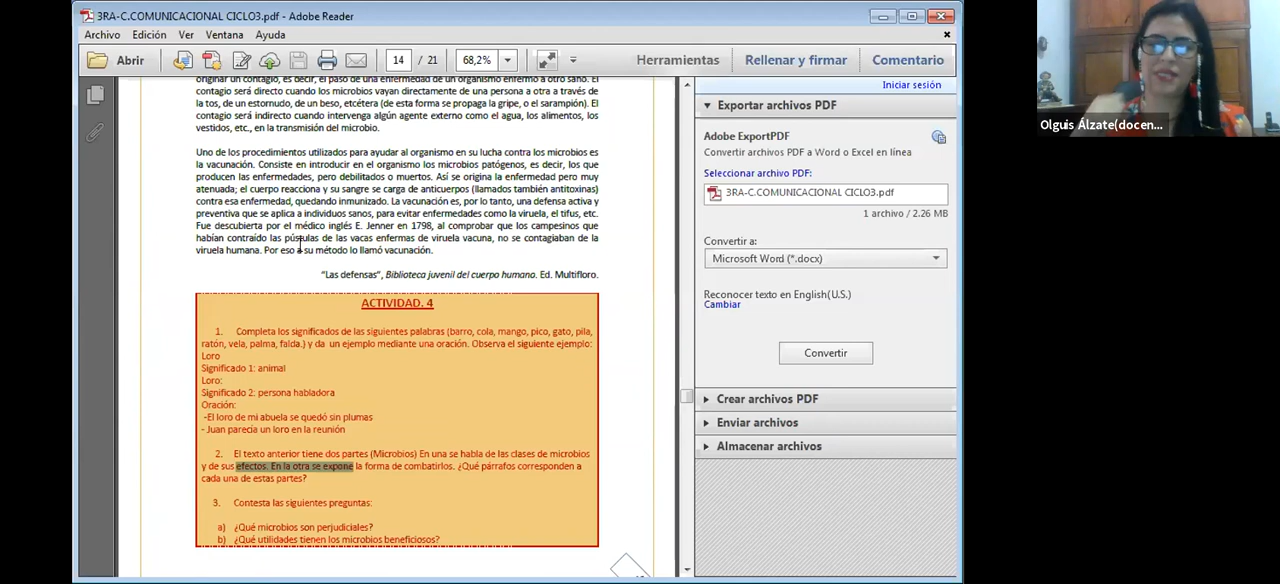 3RA-C.COMUNICACIONAL CICLO3.pdf - Adobe Reader
Archivo Edición Ver Ventana Ayuda
Abrir
14 / 21
68,2%
Herramientas
Rellenar y firmar
Comentario
originar un contagio, es decir, el paso de una enfermedad de un organismo enfermo a otro sano. El
contagio será directo cuando los microbios vayan directamente de una persona a otra a través de
la tos, de un estornudo, de un beso, etcétera (de esta forma se propaga la gripe, o el sarampión). El
contagio será indirecto cuando intervenga algún agente externo como el agua, los alimentos, los
vestidos, etc., en la transmisión del microbio.
Uno de los procedimientos utilizados para ayudar al organismo en su lucha contra los microbios es
la vacunación. Consiste en introducir en el organismo los microbios patógenos, es decir, los que
producen las enfermedades, pero debilitados o muertos. Así se origina la enfermedad pero muy
atenuada; el cuerpo reacciona y su sangre se carga de anticuerpos (llamados también antitoxinas)
contra esa enfermedad, quedando inmunizado. La vacunación es, por lo tanto, una defensa activa y
preventiva que se aplica a individuos sanos, para evitar enfermedades como la viruela, el tifus, etc.
Fue descubierta por el médico inglés E. Jenner en 1798, al comprobar que los campesinos que
habían contraído las pústulas de las vacas enfermas de viruela vacuna, no se contagiaban de la
viruela humana. Por eso a su método lo llamó vacunación.
“Las defensas”, Biblioteca juvenil del cuerpo humano. Ed. Multifloro.
ACTIVIDAD. 4
1. Completa los significados de las siguientes palabras (barro, cola, mango, pico, gato, pila,
ratón, vela, palma, falda.) y da un ejemplo mediante una oración. Observa el siguiente ejemplo:
Loro
Significado 1: animal
Loro:
Significado 2: persona habladora
Oración:
-El loro de mi abuela se quedó sin plumas
- Juan parecía un loro en la reunión
2. El texto anterior tiene dos partes (Microbios) En una se habla de las clases de microbios
y de sus efectos. En la otra se expone la forma de combatirlos. ¿Qué párrafos corresponden a
cada una de estas partes?
3. Contesta las siguientes preguntas:
a) ¿Qué microbios son perjudiciales?
b) ¿Qué utilidades tienen los microbios beneficiosos?
Iniciar sesión
Exportar archivos PDF
Adobe ExportPDF
Convertir archivos PDF a Word o Excel en línea
Seleccionar archivo PDF:
3RA-C.COMUNICACIONAL CICLO3.pdf
1 archivo / 2.26 MB
Convertir a:
Microsoft Word (*.docx)
Reconocer texto en English(U.S.)
Cambiar
Convertir
Crear archivos PDF
Enviar archivos
Almacenar archivos
Olguis Álzate(docen...